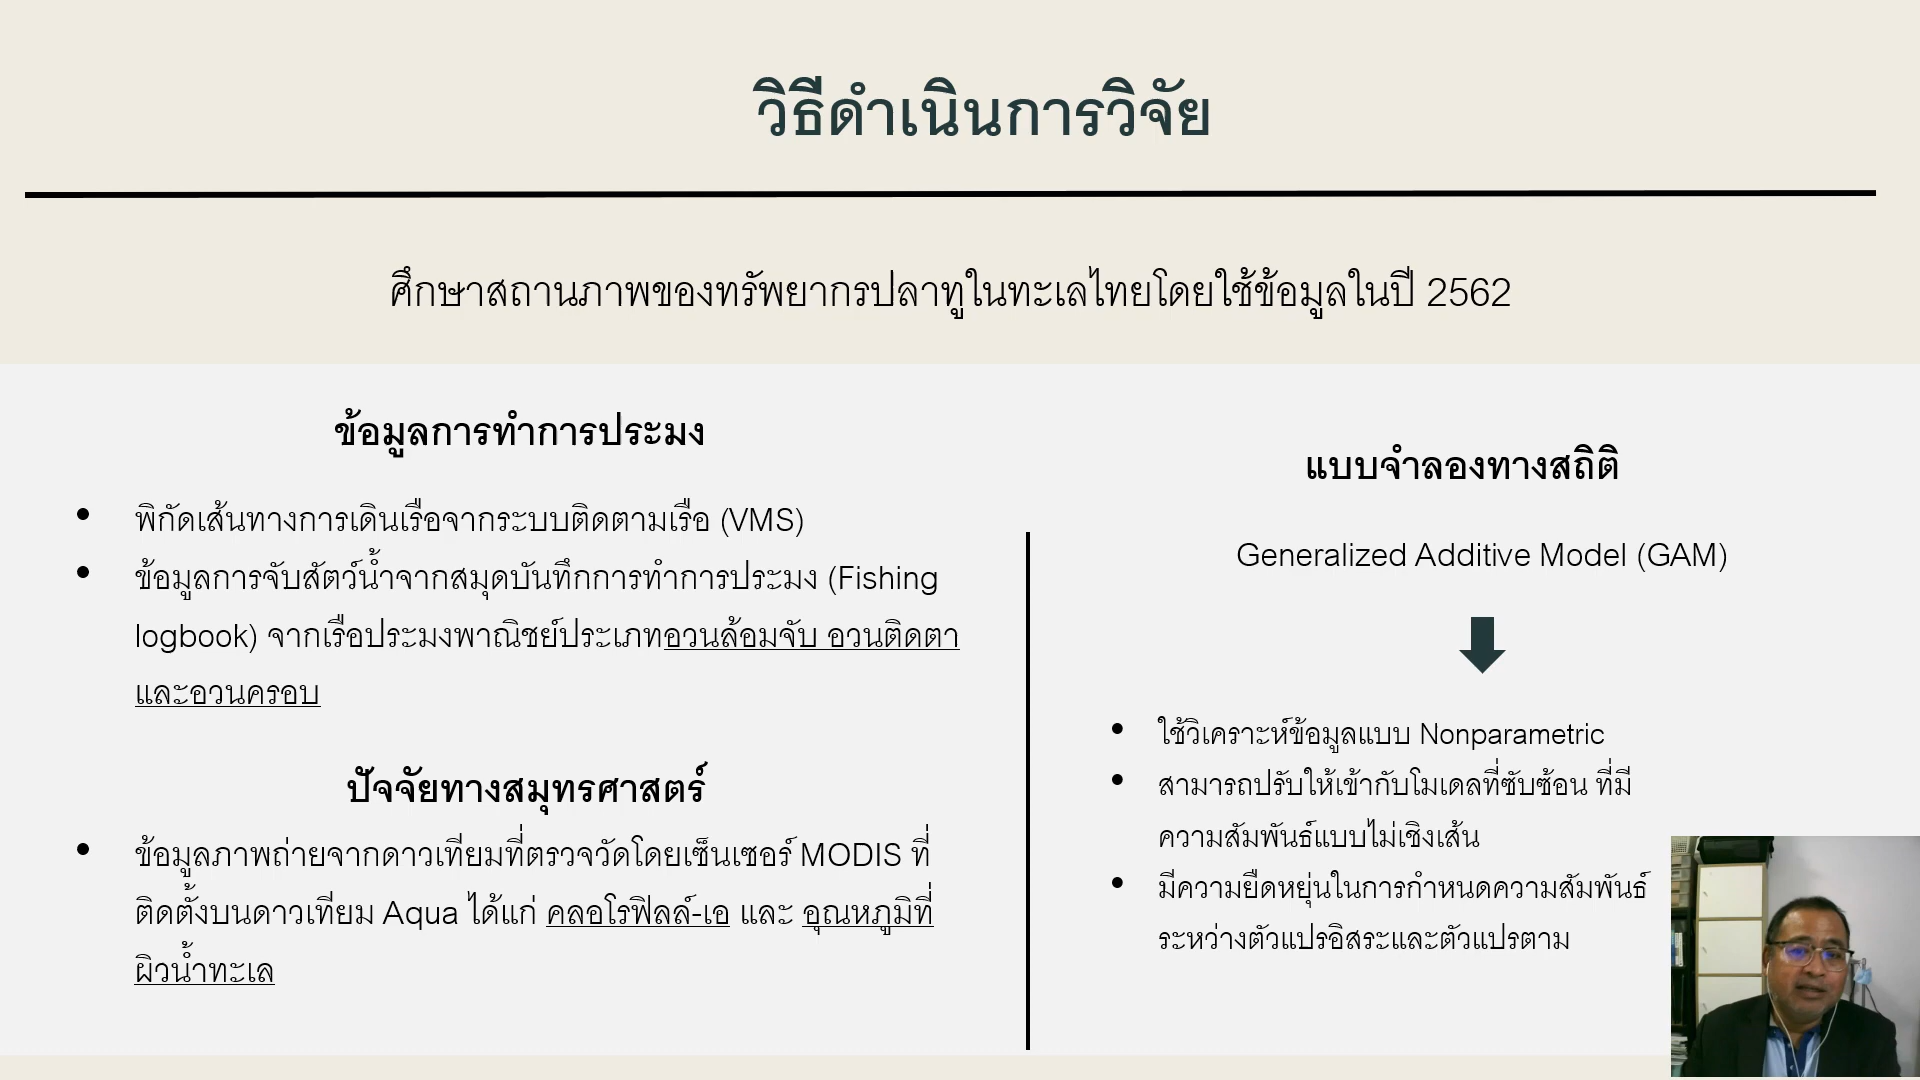 วิธีดำเนินการวิจัย
ศึกษาสถานภาพของทรัพยากรปลาทูในทะเลไทยโดยใช้ข้อมูลในปี 2562
ข้อมูลการทำการประมง
• พิกัดเส้นทางการเดินเรือจากระบบติดตามเรือ (VMS)
• ข้อมูลการจับสัตว์น้ำจากสมุดบันทึกการทำการประมง (Fishing
logbook) จากเรือประมงพาณิชย์ประเภทอวนล้อมจับ อวนติดตา
และอวนครอบ
ปัจจัยทางสมุทรศาสตร์
• ข้อมูลภาพถ่ายจากดาวเทียมที่ตรวจวัดโดยเซ็นเซอร์ MODIS ที่
ติดตั้งบนดาวเทียม Aqua ได้แก่ คลอโรฟิลล์-เอ และ อุณหภูมิที่
ผิวน้ำทะเล
แบบจำลองทางสถิติ
Generalized Additive Model (GAM)
• ใช้วิเคราะห์ข้อมูลแบบ Nonparametric
• สามารถปรับให้เข้ากับโมเดลที่ซับซ้อน ที่มี
ความสัมพันธ์แบบไม่เชิงเส้น
• มีความยืดหยุ่นในการกำหนดความสัมพันธ์
ระหว่างตัวแปรอิสระและตัวแปรตาม